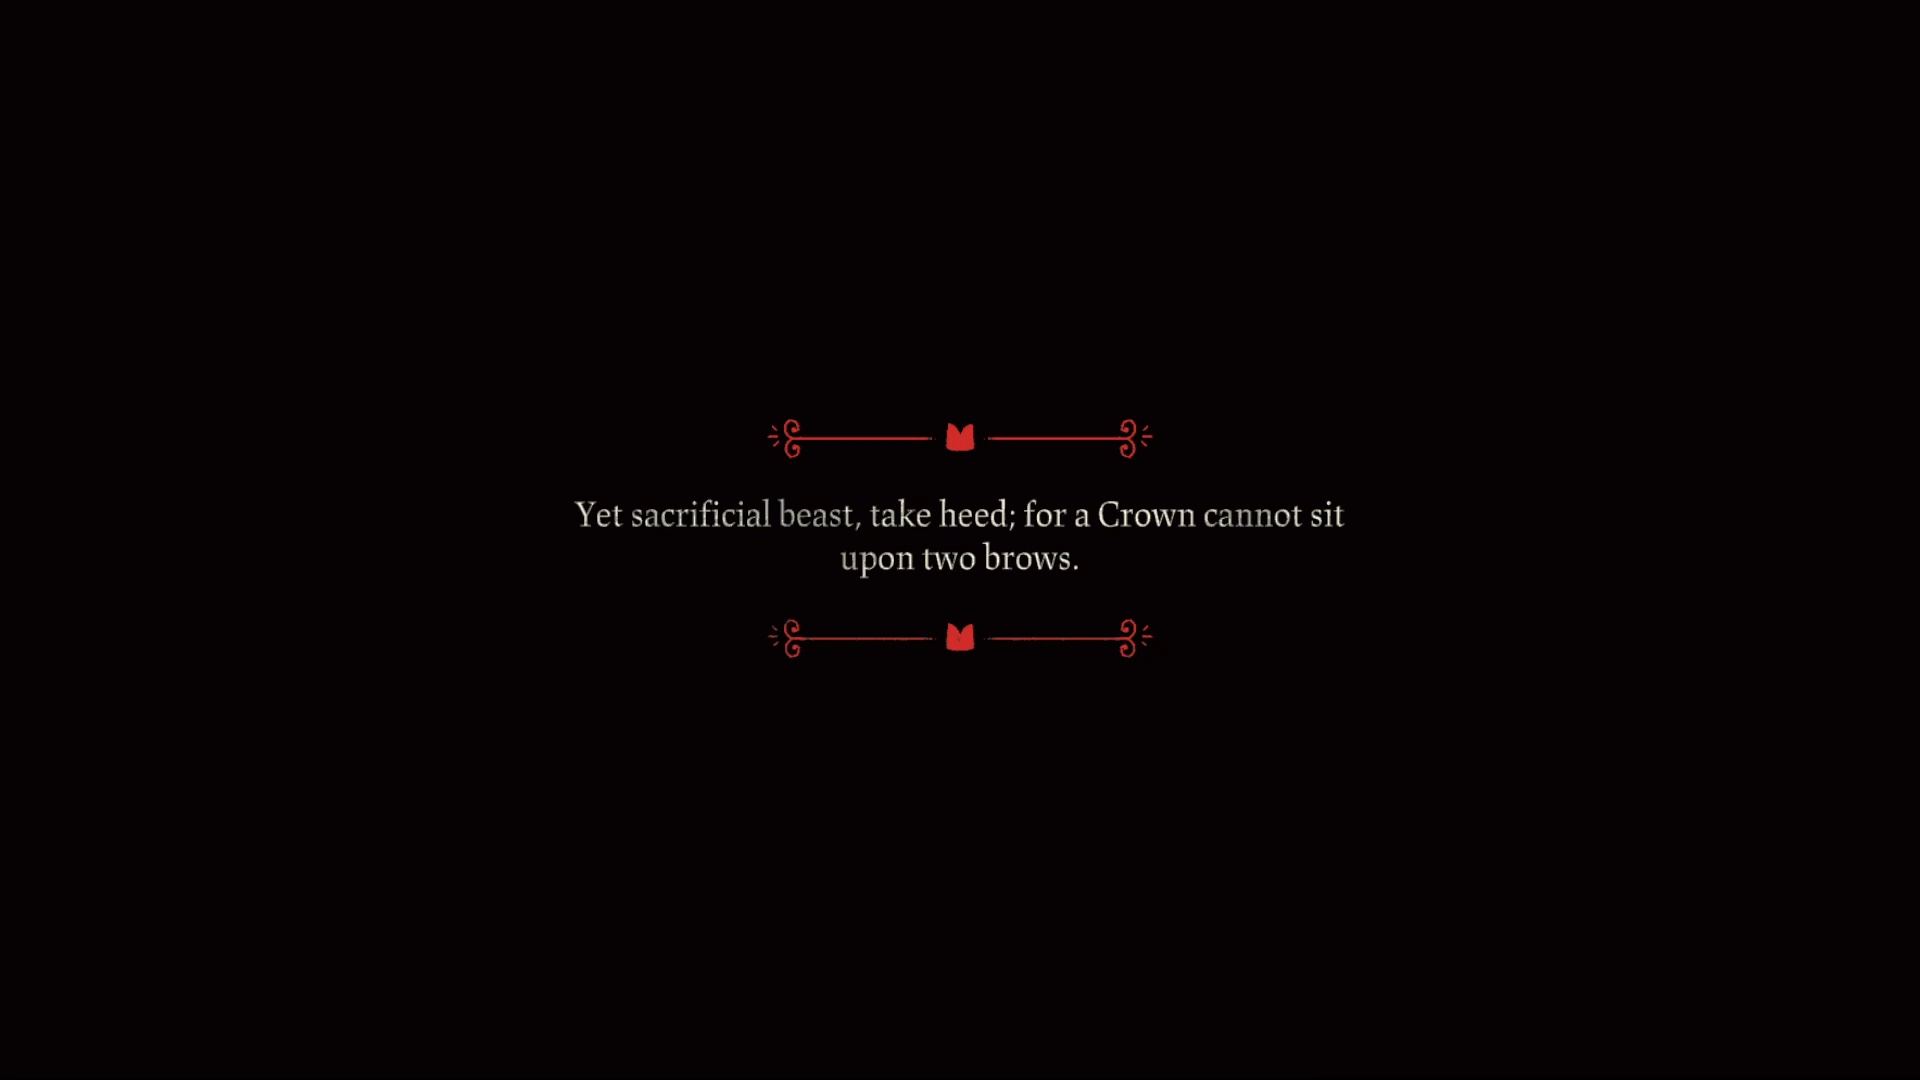 Yet sacrificial beast, take heed; for a Crown cannot sit
upon two brows.